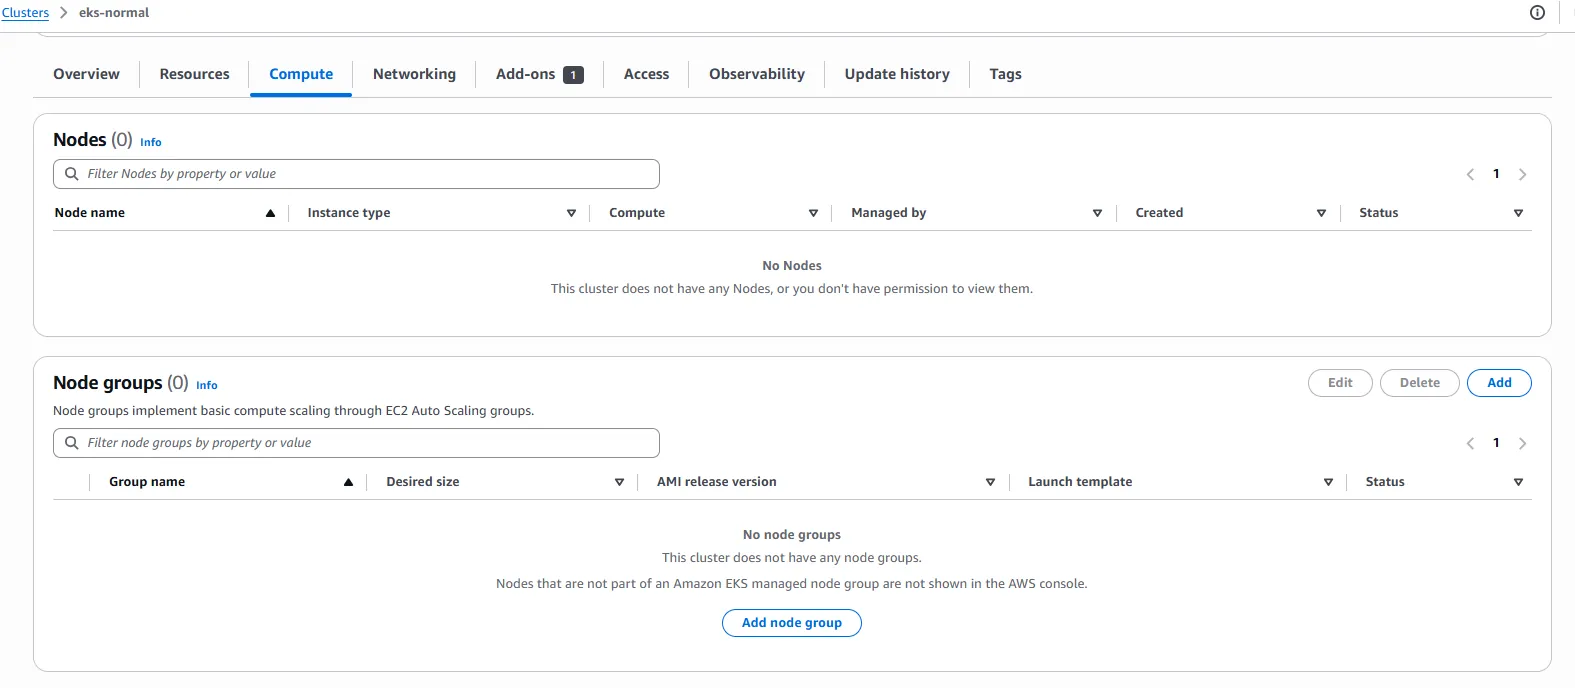 Clusters > eks-normal
Overview Resources Compute Networking Add-ons 1 Access Observability Update history Tags
Nodes (0) Info
Filter Nodes by property or value
1
Node name Instance type Compute Managed by Created Status
No Nodes
This cluster does not have any Nodes, or you don't have permission to view them.
Node groups (0) Info
Edit Delete Add
Node groups implement basic compute scaling through EC2 Auto Scaling groups.
Filter node groups by property or value
1
Group name Desired size AMI release version Launch template Status
No node groups
This cluster does not have any node groups.
Nodes that are not part of an Amazon EKS managed node group are not shown in the AWS console.
Add node group